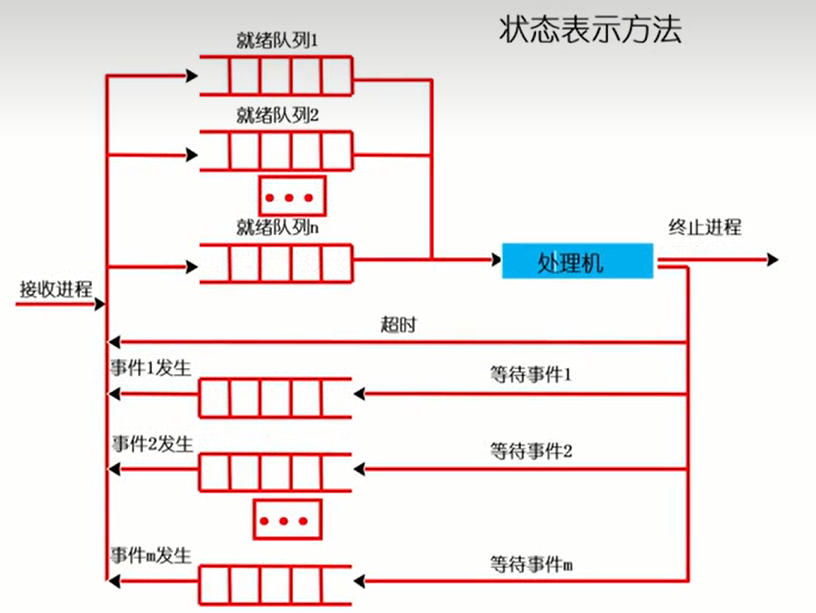 状态表示方法
就绪队列1
就绪队列2
就绪队列n
处理机
终止进程
接收进程
超时
事件1发生
等待事件1
事件2发生
等待事件2
事件m发生
等待事件m